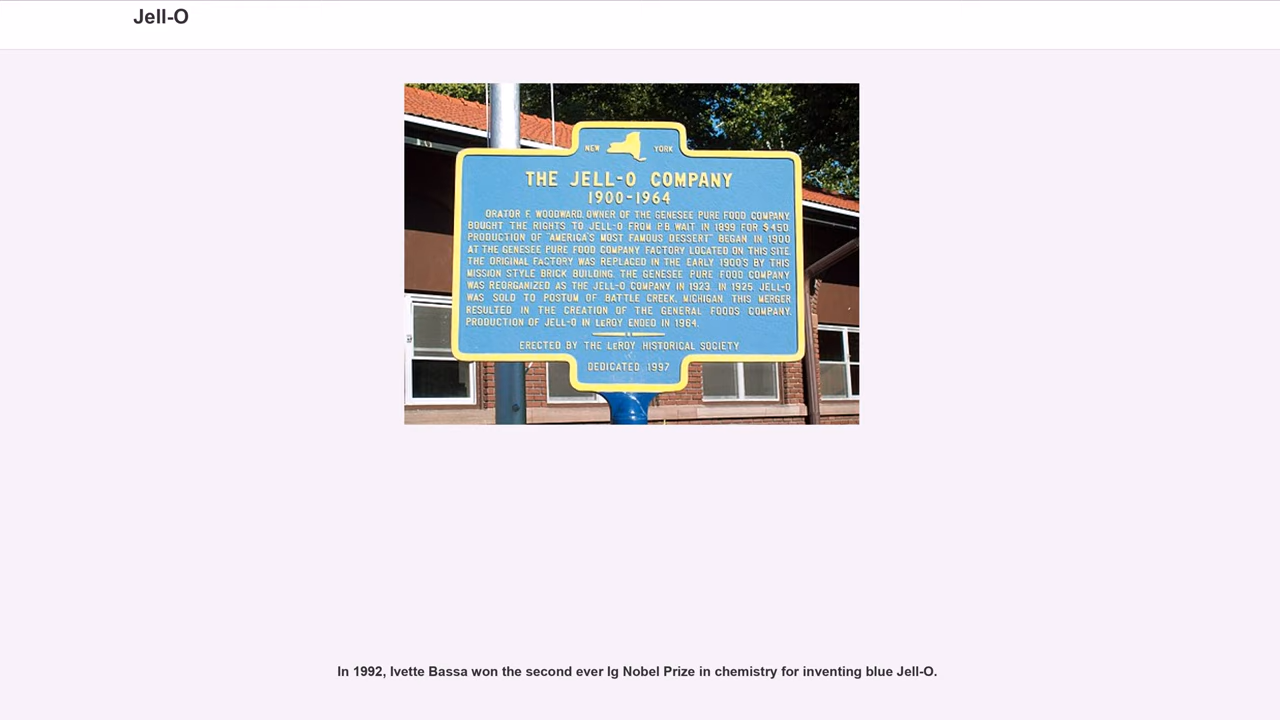 Jell-O
NEW YORK
THE JELL-O COMPANY
1900-1964
ORATOR F. WOODWARD, OWNER OF THE GENESEE PURE FOOD COMPANY,
BOUGHT THE RIGHTS TO JELL-O FROM P.B. WAIT IN 1899 FOR $450.
PRODUCTION OF "AMERICA'S MOST FAMOUS DESSERT" BEGAN IN 1900
AT THE GENESEE PURE FOOD COMPANY FACTORY LOCATED ON THIS SITE.
THE ORIGINAL FACTORY WAS REPLACED IN THE EARLY 1900'S BY THIS
MISSION STYLE BRICK BUILDING. THE GENESEE PURE FOOD COMPANY
WAS REORGANIZED AS THE JELL-O COMPANY IN 1923. IN 1925 JELL-O
WAS SOLD TO POSTUM OF BATTLE CREEK, MICHIGAN. THIS MERGER
RESULTED IN THE CREATION OF THE GENERAL FOODS COMPANY.
PRODUCTION OF JELL-O IN LEROY ENDED IN 1964.
ERECTED BY THE LEROY HISTORICAL SOCIETY
DEDICATED 1997
In 1992, Ivette Bassa won the second ever Ig Nobel Prize in chemistry for inventing blue Jell-O.